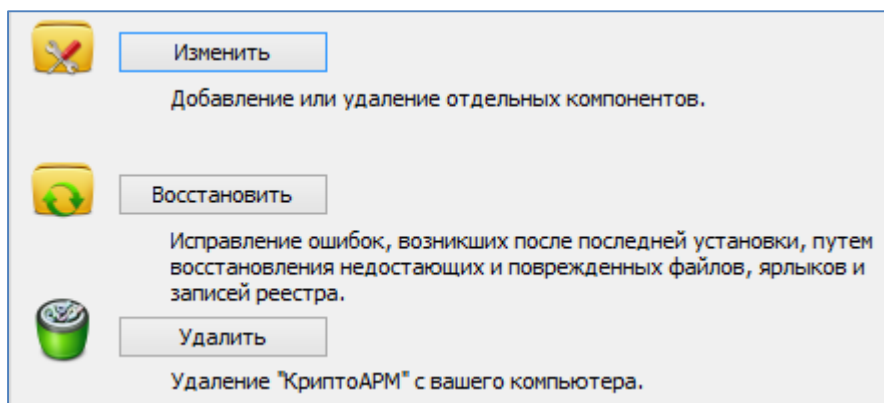 Изменить
Добавление или удаление отдельных компонентов.
Восстановить
Исправление ошибок, возникших после последней установки, путем
восстановления недостающих и поврежденных файлов, ярлыков и
записей реестра.
Удалить
Удаление "КриптоАРМ" с вашего компьютера.